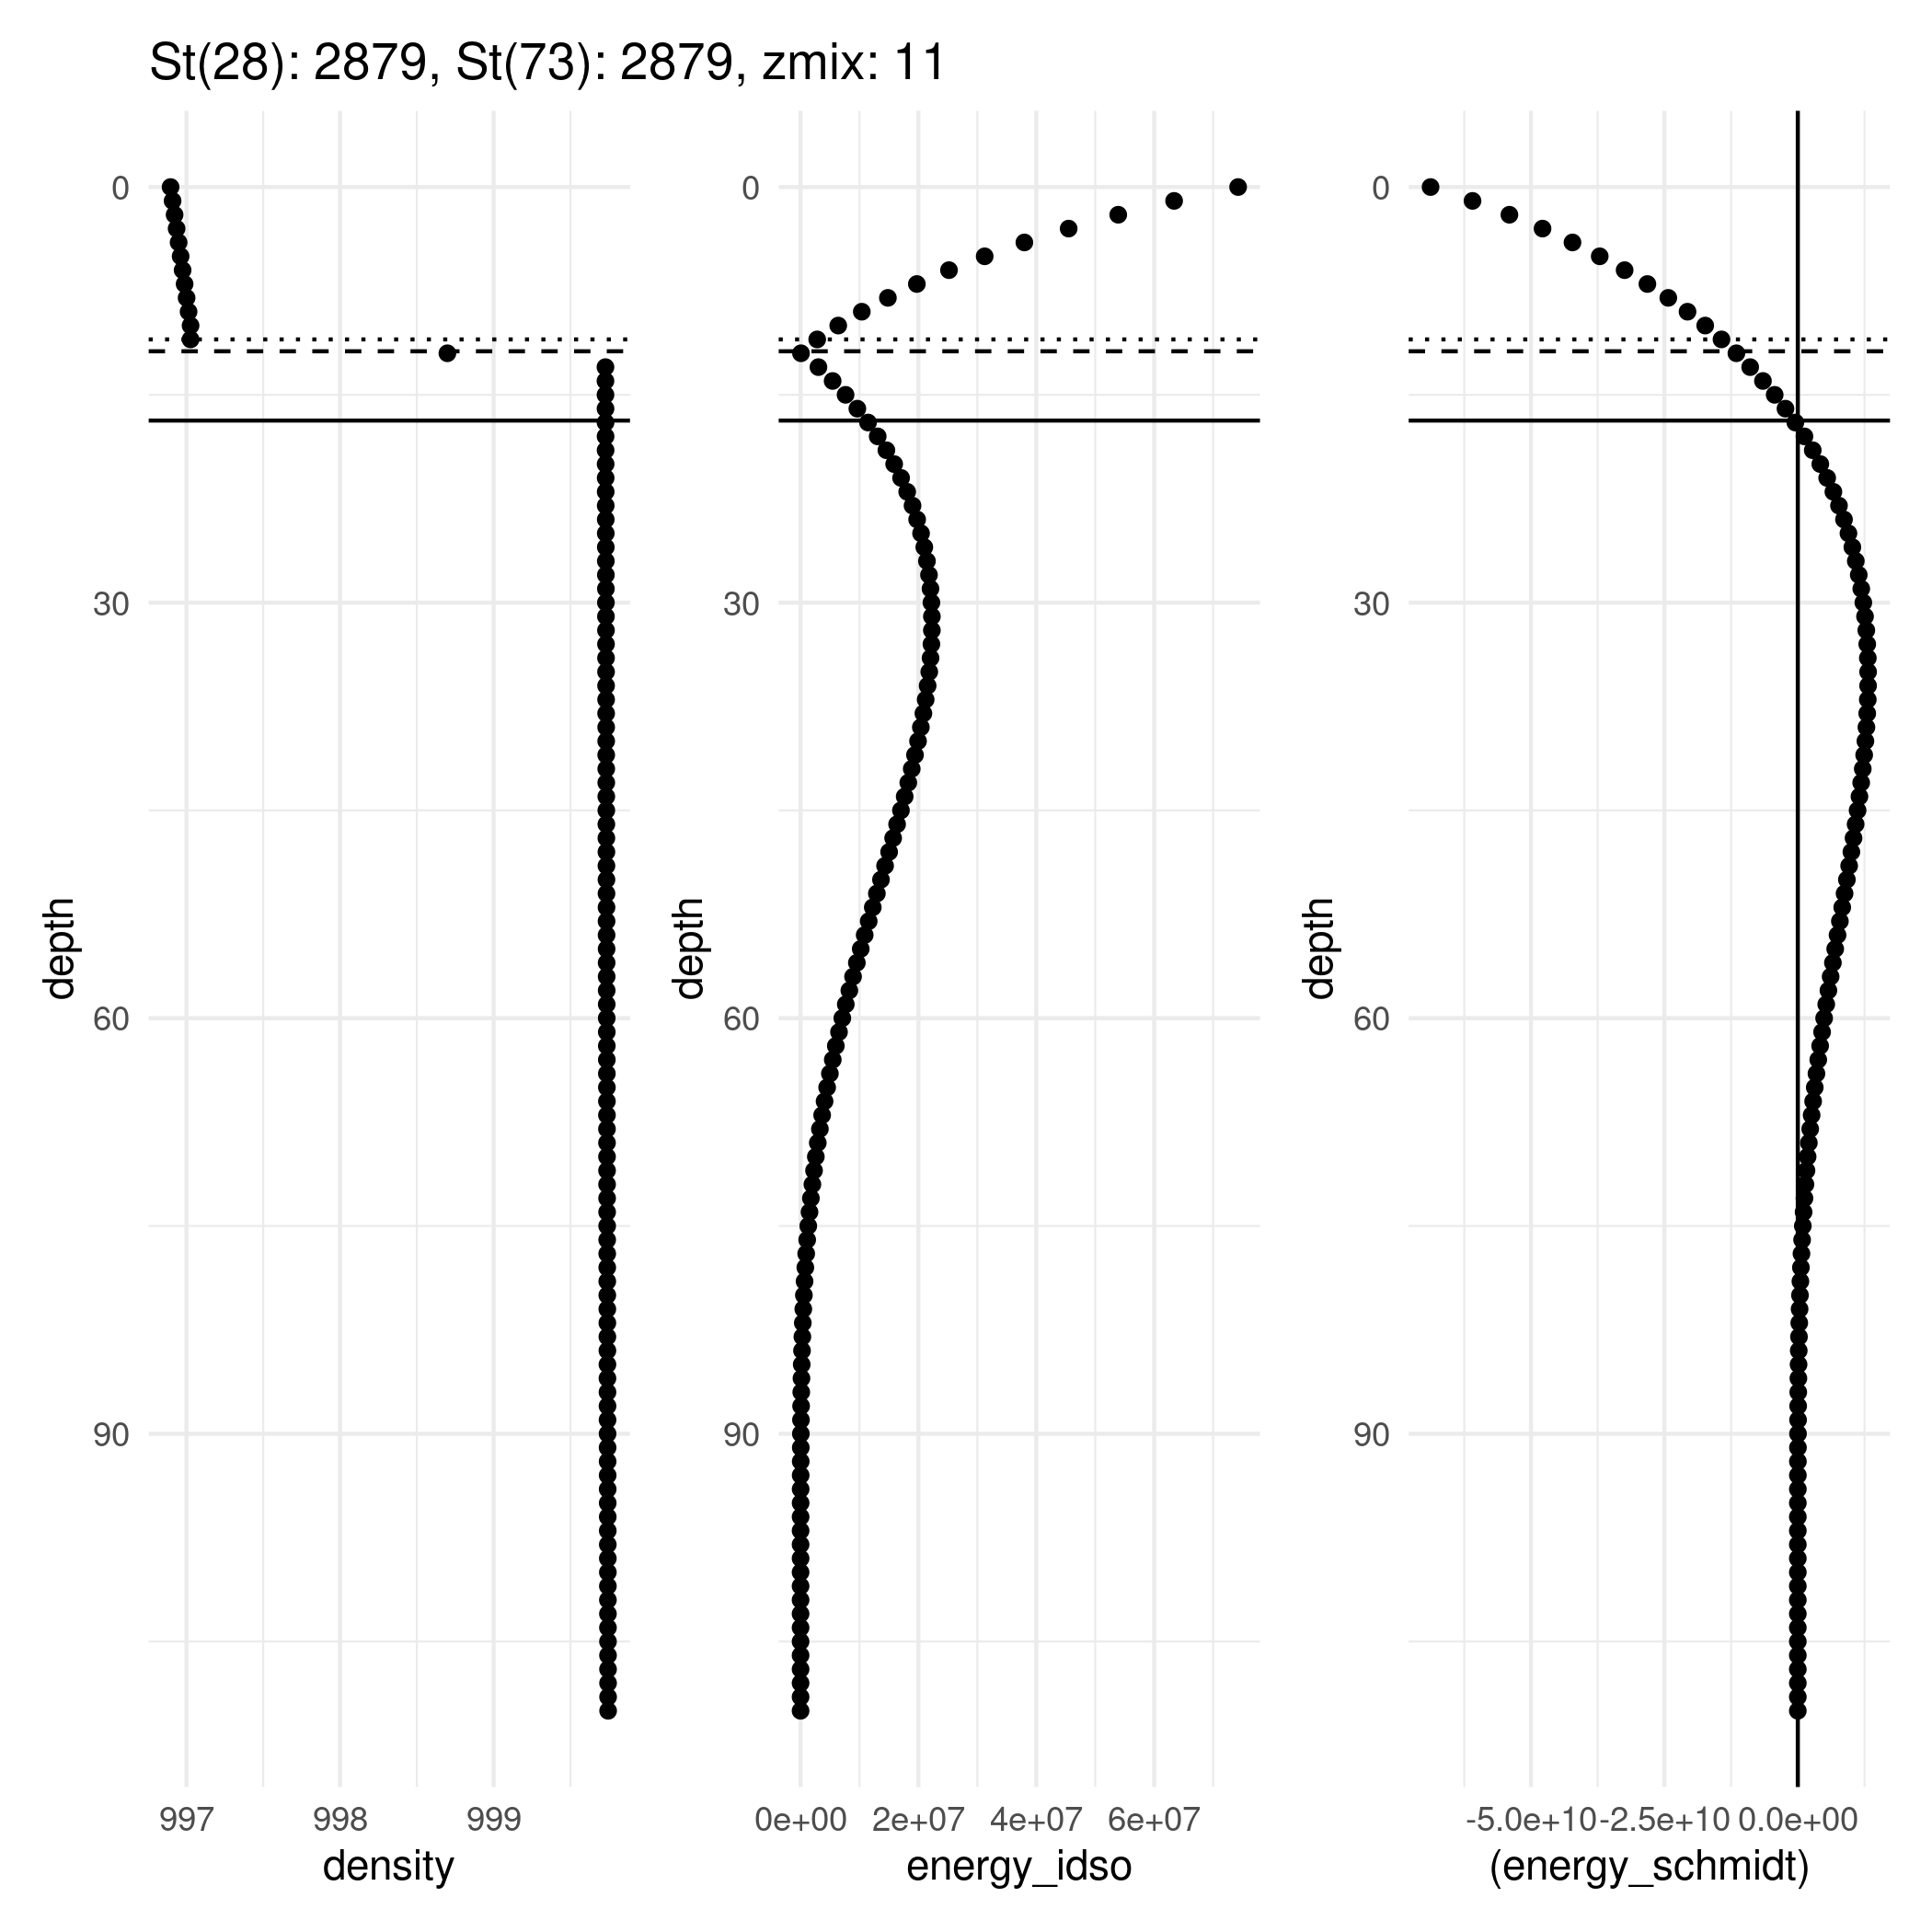 St(28): 2879, St(73): 2879, zmix: 11
0
30
60
90
depth
997
998
999
density
0
30
60
90
depth
0e+00
2e+07
4e+07
6e+07
energy_idso
0
30
60
90
depth
-5.0e+10
-2.5e+10
0.0e+00
(energy_schmidt)